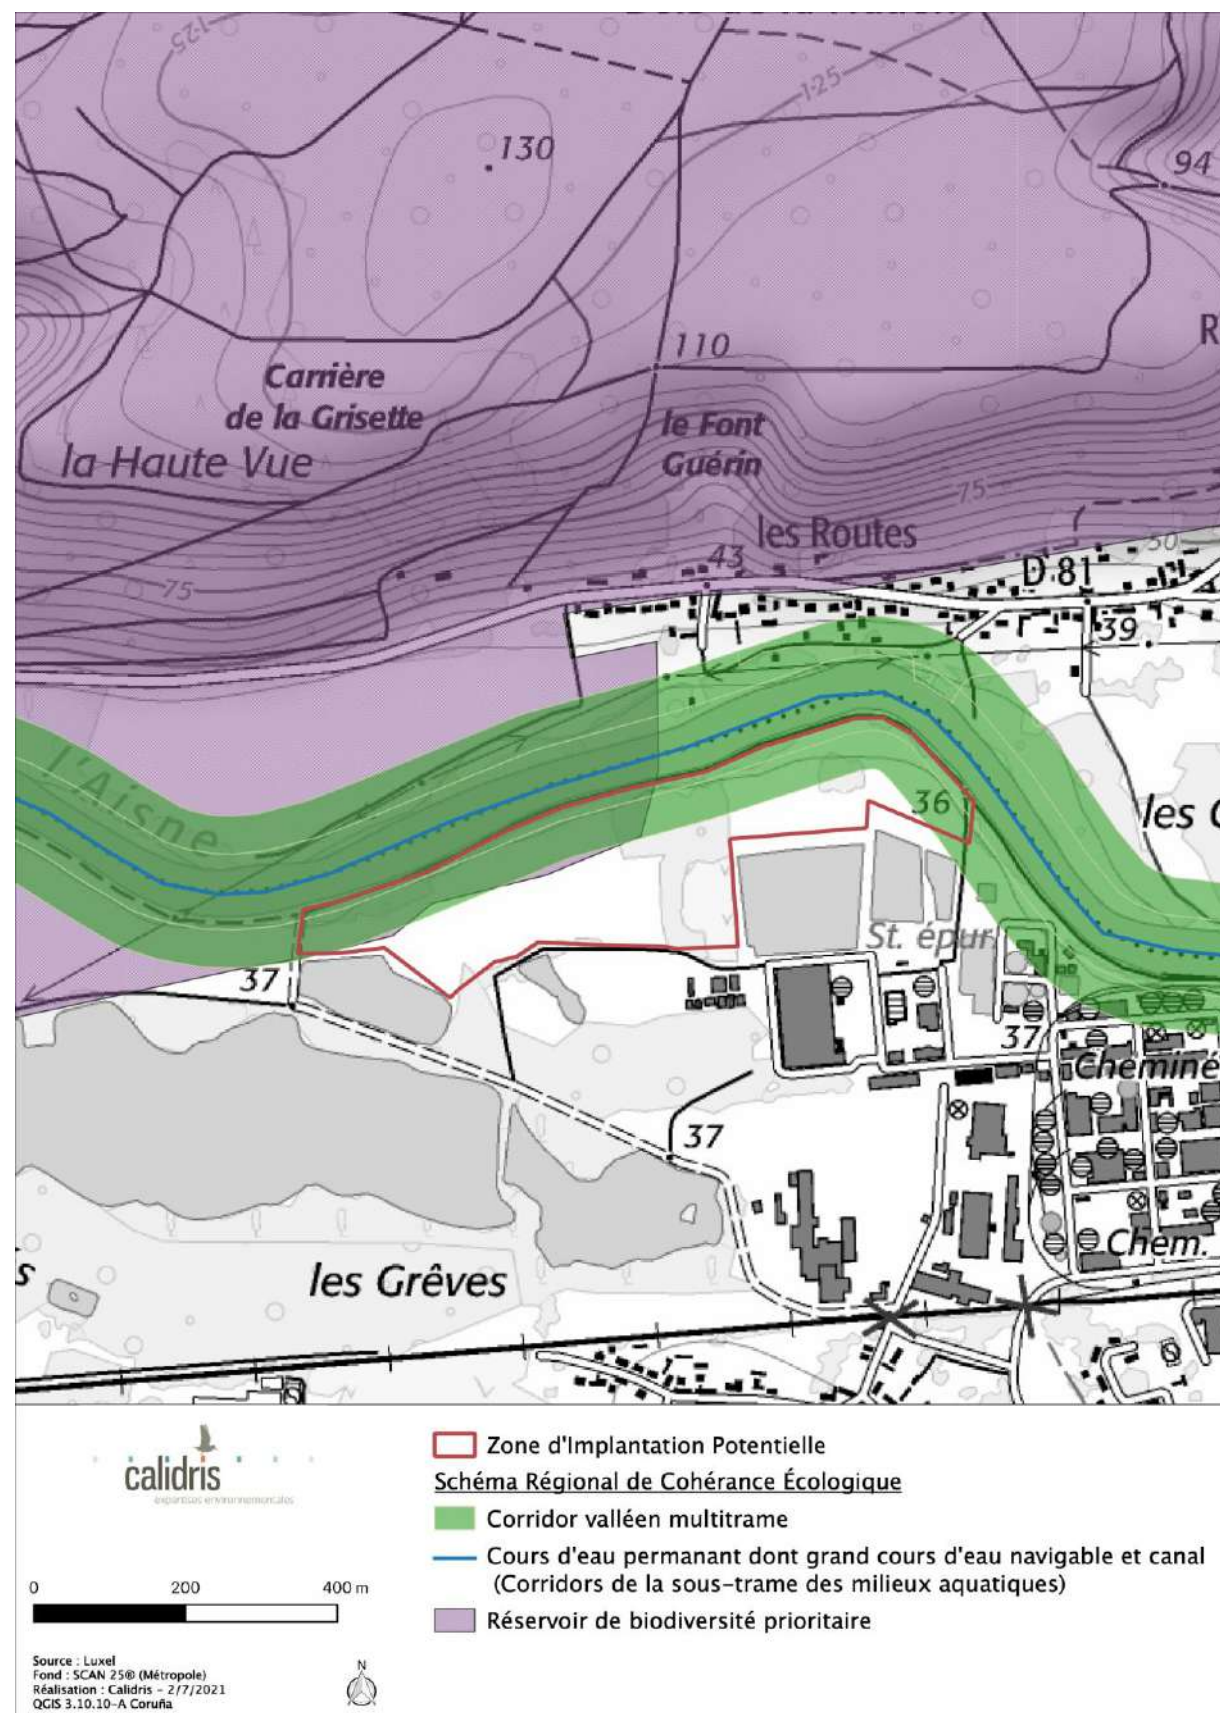 125
125
130
94
110
R
Carrière
de la Grisette
la Haute Vue
le Font
Guérin
75
les Routes
43
50
D 81
75
39
l'Aisne
36
les
St. épur.
37
37
Cheminé
37
Chem.
s
les Grêves
calidris
expertises environnementales
Zone d'Implantation Potentielle
Schéma Régional de Cohérance Écologique
Corridor valléen multitrame
Cours d'eau permanant dont grand cours d'eau navigable et canal
(Corridors de la sous-trame des milieux aquatiques)
Réservoir de biodiversité prioritaire
0 200 400 m
Source : Luxel
Fond : SCAN 25® (Métropole)
Réalisation : Calidris - 2/7/2021
QGIS 3.10.10-A Coruña
N